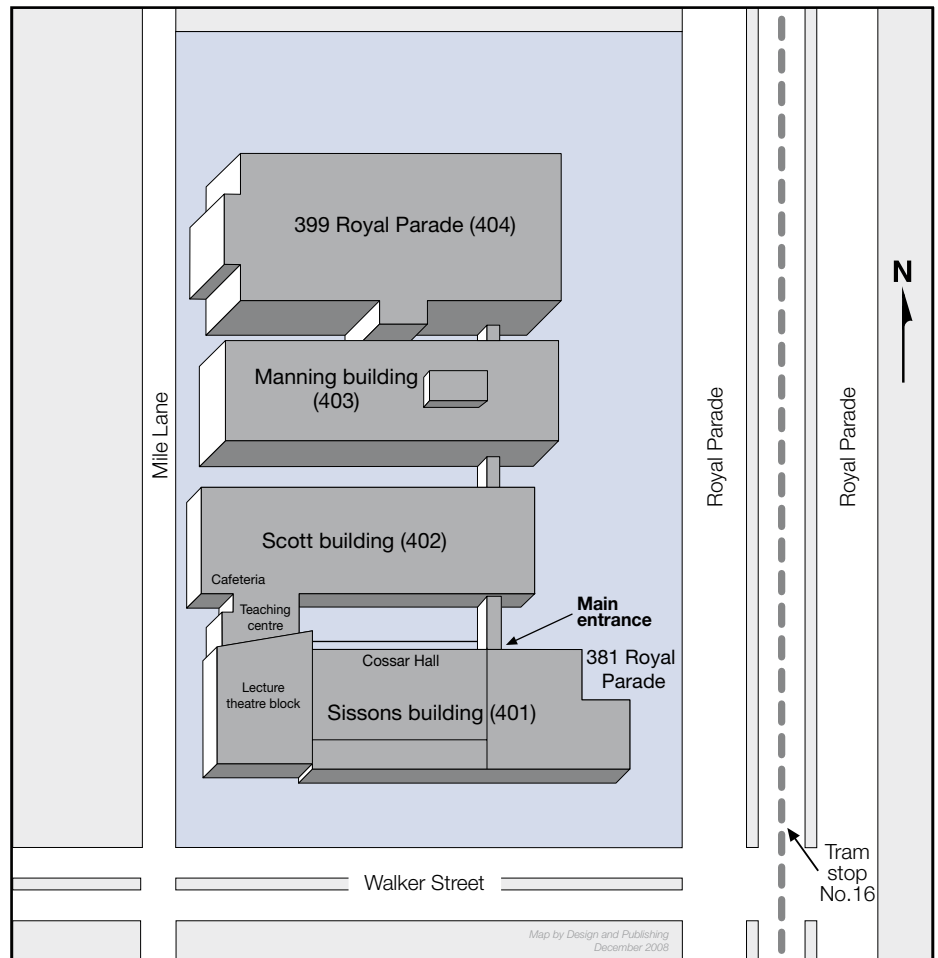 399 Royal Parade (404)
N
Manning building
(403)
Mile Lane
Royal Parade
Royal Parade
Scott building (402)
Cafeteria
Teaching
centre
Main
entrance
Cossar Hall
381 Royal
Parade
Lecture
theatre block
Sissons building (401)
Tram
stop
No.16
Walker Street
Map by Design and Publishing
December 2008